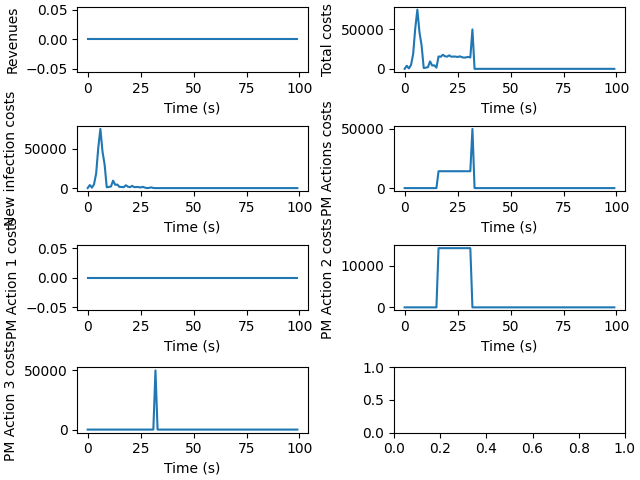 Revenues
0.05
0.00
−0.05
0 25 50 75 100
Time (s)
Total costs
50000
0
0 25 50 75 100
Time (s)
New infection costs
50000
0
0 25 50 75 100
Time (s)
PM Actions costs
50000
0
0 25 50 75 100
Time (s)
PM Action 1 costs
0.05
0.00
−0.05
0 25 50 75 100
Time (s)
PM Action 2 costs
10000
0
0 25 50 75 100
Time (s)
PM Action 3 costs
50000
0
0 25 50 75 100
Time (s)
1.0
0.5
0.0
0.0 0.2 0.4 0.6 0.8 1.0